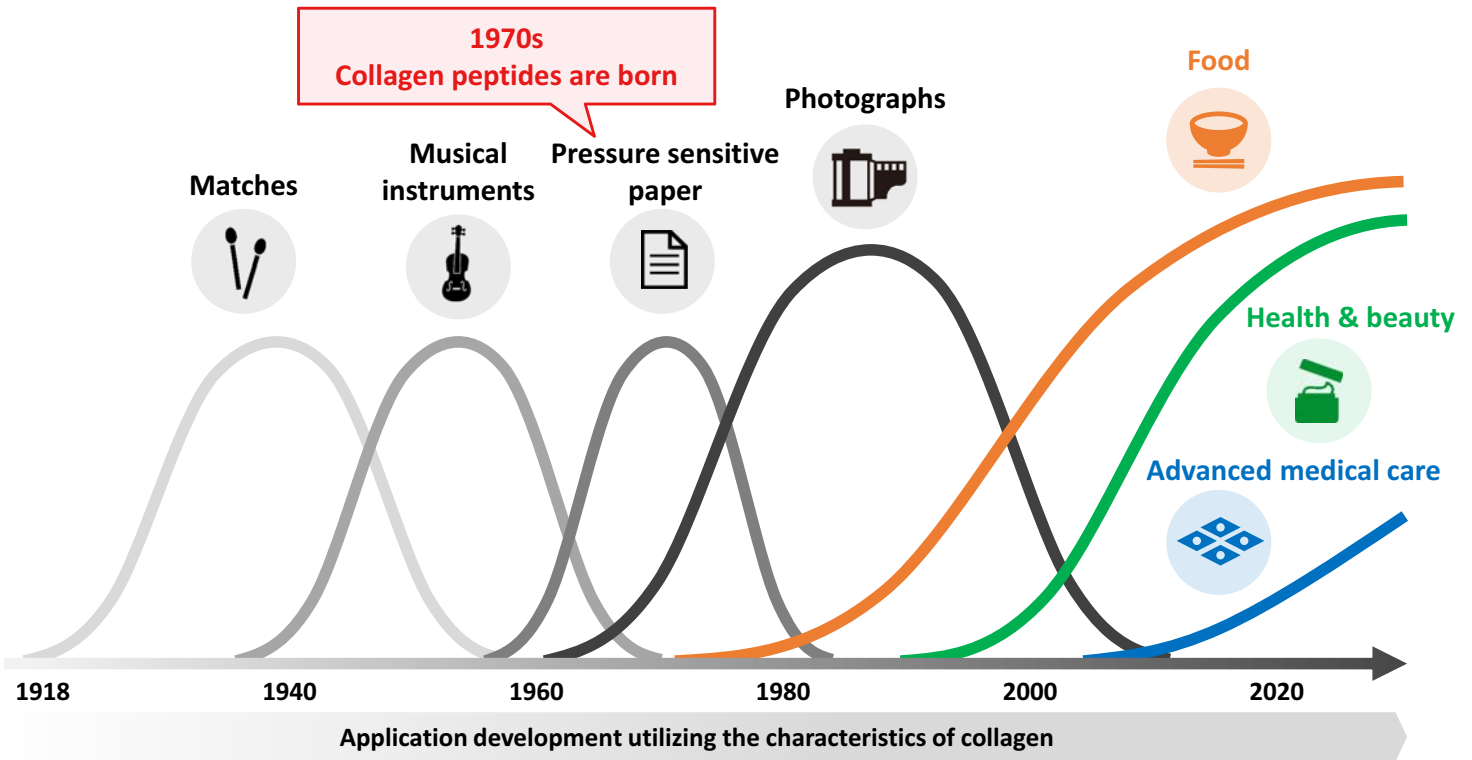 1970s
Collagen peptides are born
Food
Photographs
Musical
instruments
Pressure sensitive
paper
Matches
Health & beauty
Advanced medical care
1918
1940
1960
1980
2000
2020
Application development utilizing the characteristics of collagen